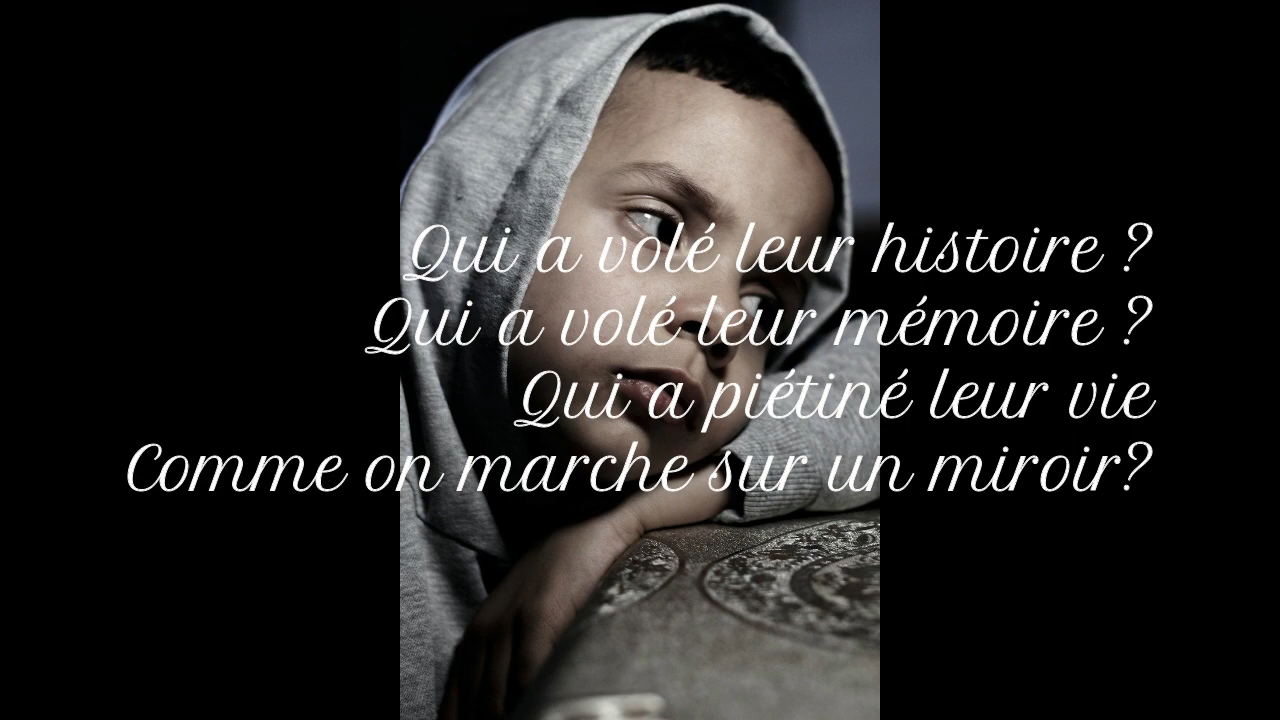 Qui a volé leur histoire ?
Qui a volé leur mémoire ?
Qui a piétiné leur vie
Comme on marche sur un miroir?